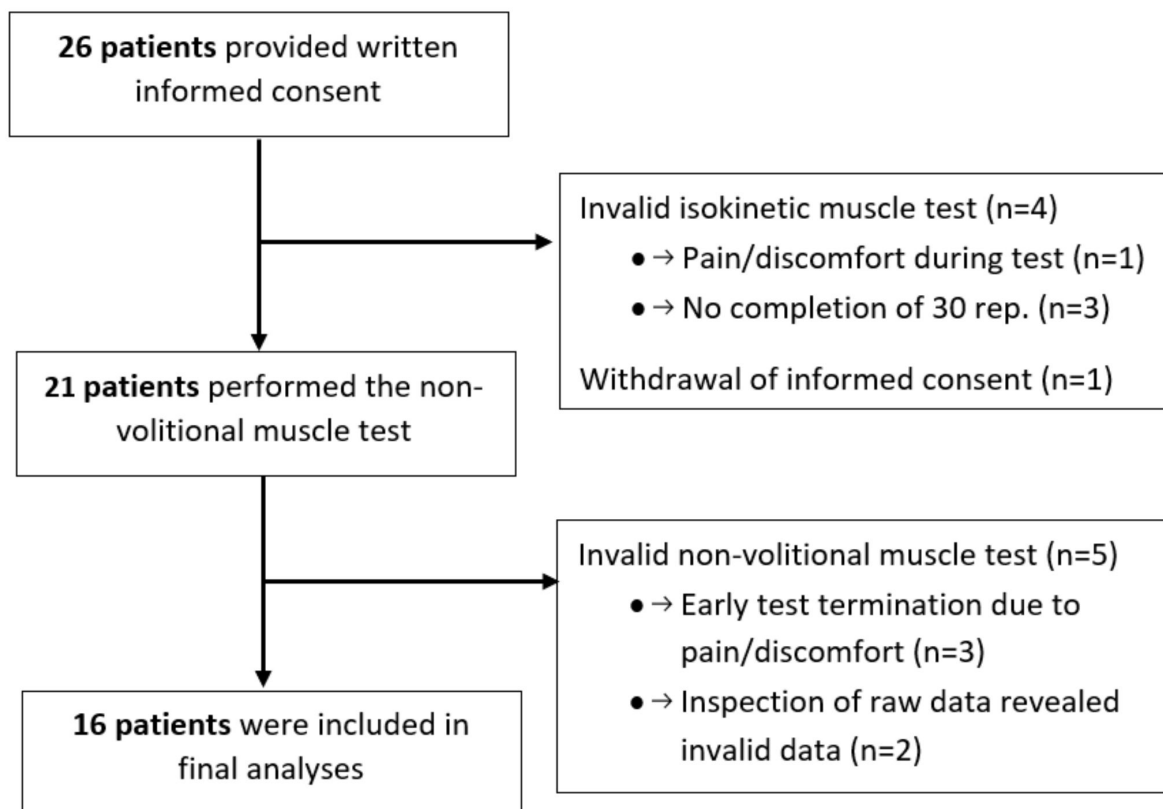 26 patients provided written
informed consent
Invalid isokinetic muscle test (n=4)
● → Pain/discomfort during test (n=1)
● → No completion of 30 rep. (n=3)
Withdrawal of informed consent (n=1)
21 patients performed the non-
volitional muscle test
Invalid non-volitional muscle test (n=5)
● → Early test termination due to
pain/discomfort (n=3)
● → Inspection of raw data revealed
invalid data (n=2)
16 patients were included in
final analyses